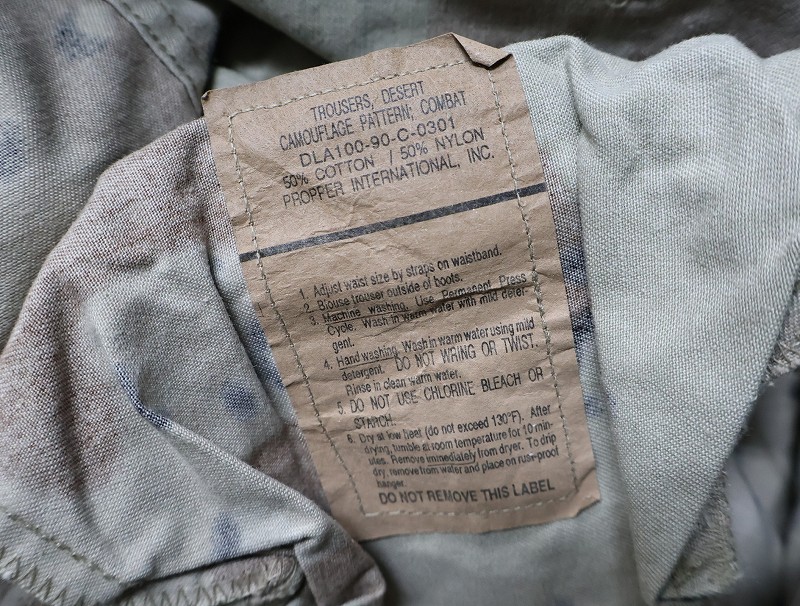 TROUSERS, DESERT
CAMOUFLAGE PATTERN; COMBAT
DLA100-90-C-0301
50% COTTON / 50% NYLON
PROPPER INTERNATIONAL, INC.
1. Adjust waist size by straps on waistband.
2. Blouse trouser outside of boots.
3. Machine washing. Use Permanent Press
Cycle. Wash in warm water with mild deter-
gent.
4. Hand washing. Wash in warm water using mild
detergent. DO NOT WRING OR TWIST.
Rinse in clean warm water.
5. DO NOT USE CHLORINE BLEACH OR
STARCH.
6. Dry at low heat (do not exceed 130°F). After
drying, tumble at room temperature for 10 min-
utes. Remove immediately from dryer. To drip
dry, remove from water and place on rust-proof
hanger.
DO NOT REMOVE THIS LABEL